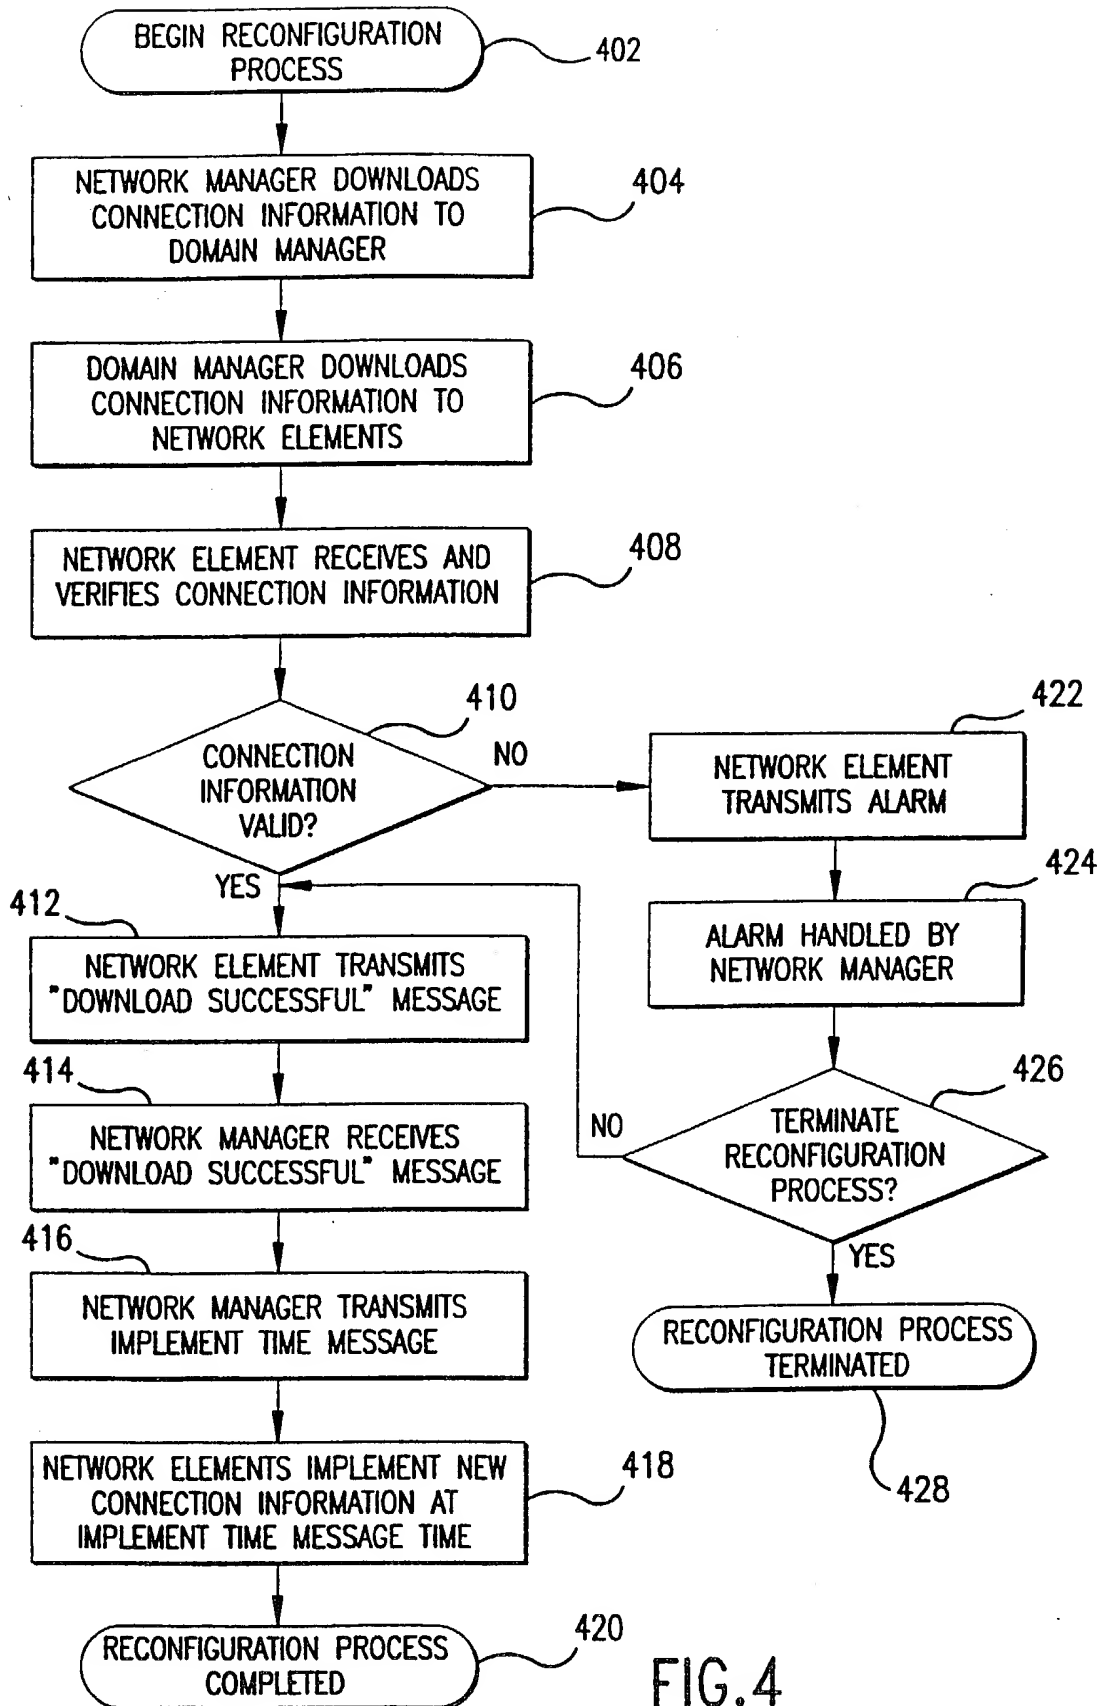 BEGIN RECONFIGURATION
PROCESS
402
NETWORK MANAGER DOWNLOADS
CONNECTION INFORMATION TO
DOMAIN MANAGER
404
DOMAIN MANAGER DOWNLOADS
CONNECTION INFORMATION TO
NETWORK ELEMENTS
406
NETWORK ELEMENT RECEIVES AND
VERIFIES CONNECTION INFORMATION
408
410
CONNECTION
INFORMATION
VALID?
NO
YES
422
NETWORK ELEMENT
TRANSMITS ALARM
424
ALARM HANDLED BY
NETWORK MANAGER
426
TERMINATE
RECONFIGURATION
PROCESS?
NO
YES
RECONFIGURATION PROCESS
TERMINATED
428
412
NETWORK ELEMENT TRANSMITS
"DOWNLOAD SUCCESSFUL" MESSAGE
414
NETWORK MANAGER RECEIVES
"DOWNLOAD SUCCESSFUL" MESSAGE
416
NETWORK MANAGER TRANSMITS
IMPLEMENT TIME MESSAGE
NETWORK ELEMENTS IMPLEMENT NEW
CONNECTION INFORMATION AT
IMPLEMENT TIME MESSAGE TIME
418
RECONFIGURATION PROCESS
COMPLETED
420
FIG.4